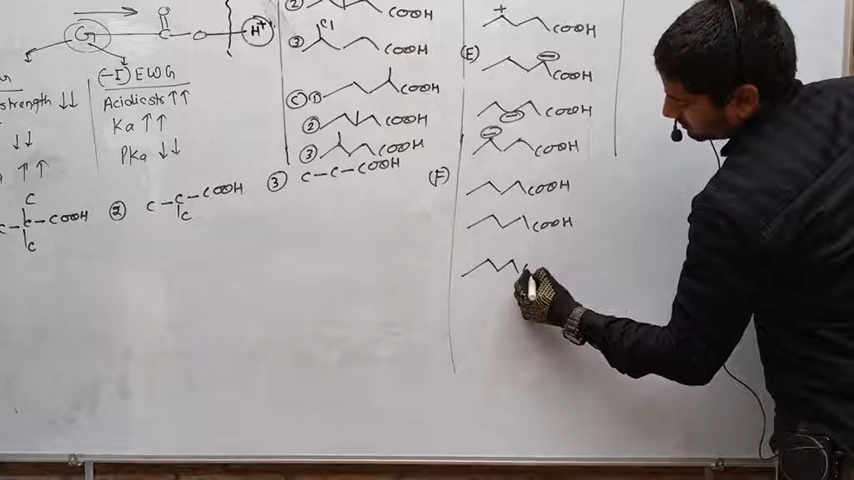 O
G — C — O — H+
strength ↓↓
↓↓
↑↑
(-I) EWG
Acidicstr ↑↑
Ka ↑↑
PKa ↓↓
C
C – C – COOH
C
② C – C – COOH
C
③ C – C – COOH
② COOH
Cl
③ COOH
(C) ① COOH
② COOH
③ COOH
+
COOH
(E) ⊖
COOH
⊖ COOH
⊖
COOH
(F) COOH
COOH